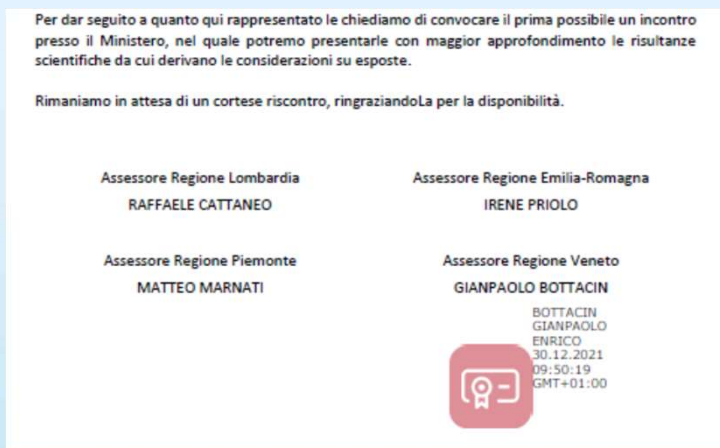 Per dar seguito a quanto qui rappresentato le chiediamo di convocare il prima possibile un incontro
presso il Ministero, nel quale potremo presentarle con maggior approfondimento le risultanze
scientifiche da cui derivano le considerazioni su esposte.
Rimaniamo in attesa di un cortese riscontro, ringraziandoLa per la disponibilità.
Assessore Regione Lombardia
RAFFAELE CATTANEO
Assessore Regione Emilia-Romagna
IRENE PRIOLO
Assessore Regione Piemonte
MATTEO MARNATI
Assessore Regione Veneto
GIANPAOLO BOTTACIN
BOTTACIN
GIANPAOLO
ENRICO
30.12.2021
09:50:19
GMT+01:00